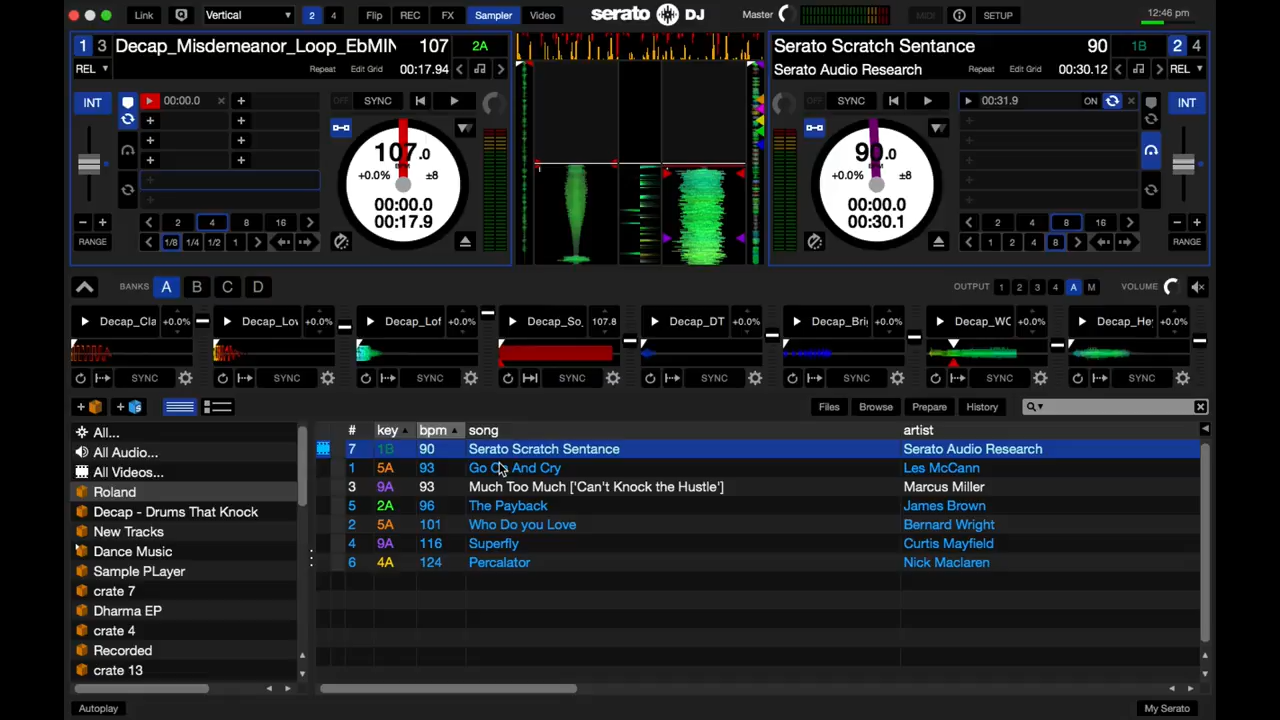 Link Vertical 2 4 Flip REC FX Sampler Video serato DJ Master MIDI SETUP 12:46 pm
1 3 Decap_Misdemeanor_Loop_EbMIN 107 2A
REL Repeat Edit Grid 00:17.94
Serato Scratch Sentance 90 1B 2 4
Serato Audio Research Repeat Edit Grid 00:30.12 REL
INT 00:00.0 OFF SYNC
107.0
BPM
+0.0% ±8
00:00.0
00:17.9
2 4 8 16
RANGE 1/8 1/4 1/2 1
OFF SYNC 00:31.9 ON INT
90.0
BPM
+0.0% ±8
00:00.0
00:30.1
2 4 8 16
1 2 4 8 RANGE
BANKS A B C D OUTPUT 1 2 3 4 A M VOLUME
Decap_Cla +0.0% Decap_Lov +0.0% Decap_Lof +0.0% Decap_So_ 107.8 Decap_DT +0.0% Decap_Bri +0.0% Decap_WC +0.0% Decap_He +0.0%
SYNC SYNC SYNC SYNC SYNC SYNC SYNC SYNC
Files Browse Prepare History
All...
All Audio...
All Videos...
Roland
Decap - Drums That Knock
New Tracks
Dance Music
Sample PLayer
crate 7
Dharma EP
crate 4
Recorded
crate 13
# key bpm song artist
7 1B 90 Serato Scratch Sentance Serato Audio Research
1 5A 93 Go On And Cry Les McCann
3 9A 93 Much Too Much ['Can't Knock the Hustle'] Marcus Miller
5 2A 96 The Payback James Brown
2 5A 101 Who Do you Love Bernard Wright
4 9A 116 Superfly Curtis Mayfield
6 4A 124 Percalator Nick Maclaren
Autoplay My Serato